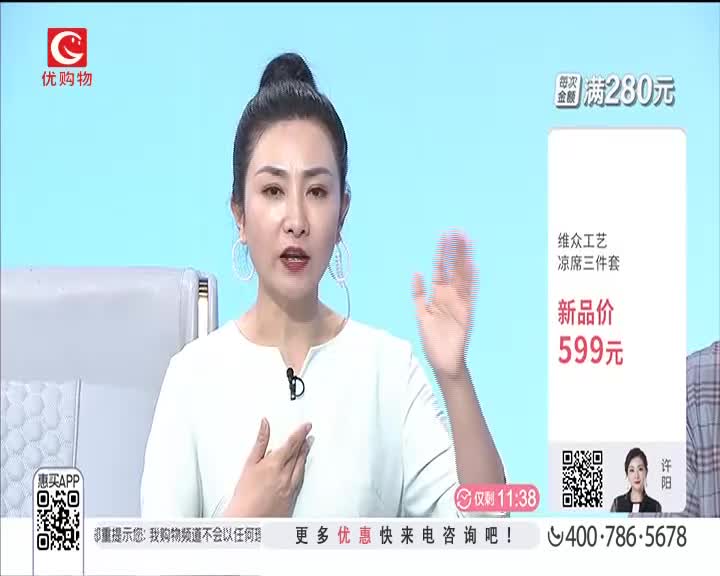 优购物
每次金额 满280元
维众工艺
凉席三件套
新品价
599元
许阳
惠买APP
仅剩 11:38
郑重提示您: 我购物频道不会以任何理
更多优惠快来电咨询吧！
400-786-5678